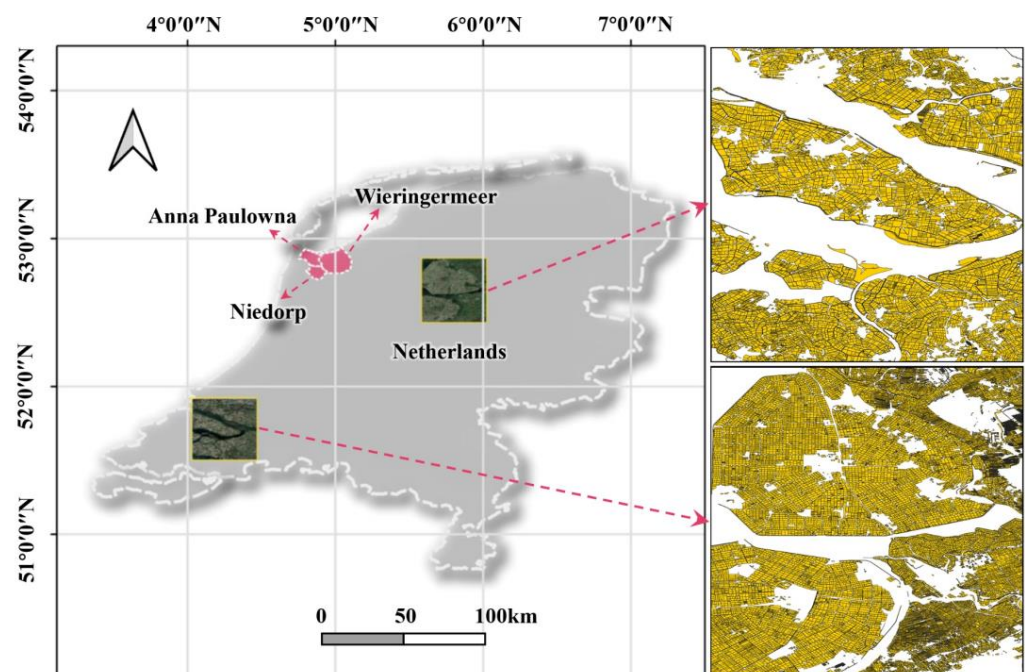 4°0′0″N 5°0′0″N 6°0′0″N 7°0′0″N
54°0′0″N
53°0′0″N
52°0′0″N
51°0′0″N
Wieringermeer
Anna Paulowna
Niedorp
Netherlands
0 50 100km